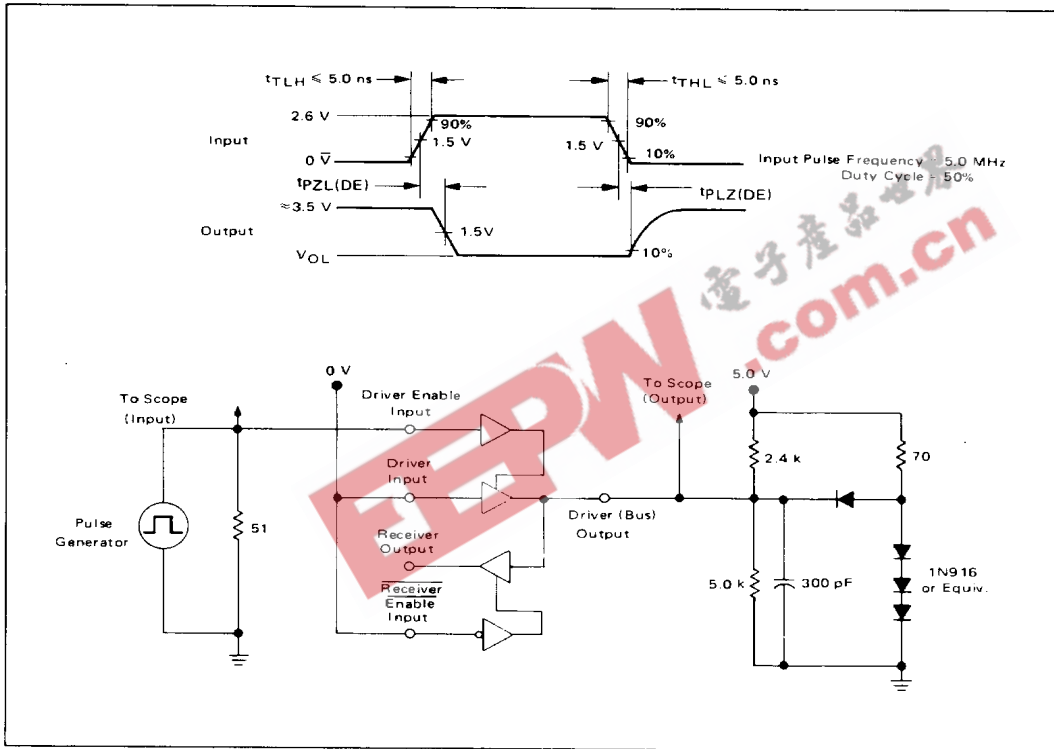 tTLH ≤ 5.0 ns
tTHL ≤ 5.0 ns
2.6 V
90%
90%
Input
1.5 V
1.5 V
0 V
10%
Input Pulse Frequency = 5.0 MHz
Duty Cycle = 50%
tPZL(DE)
tPLZ(DE)
≈3.5 V
Output
1.5V
VOL
10%
電子產品世界
.com.cn
EEPW
0 V
5.0 V
To Scope
(Input)
Driver Enable
Input
To Scope
(Output)
2.4 k
70
Driver
Input
Pulse
Generator
51
Driver (Bus)
Output
Receiver
Output
5.0 k
300 pF
1N916
or Equiv.
Receiver
Enable
Input